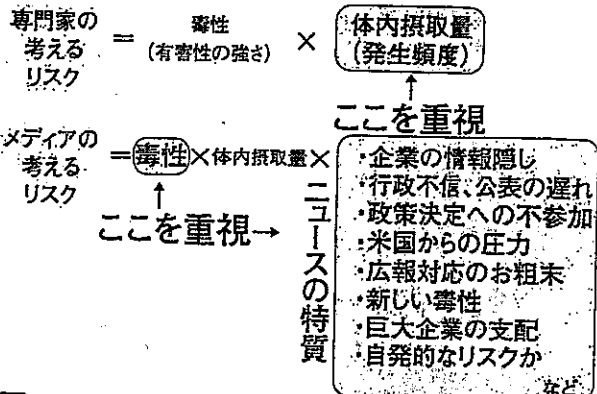 専門家の考えるリスク = 毒性(有害性の強さ) × 体内摂取量(発生頻度)
↑
ここを重視
メディアの考えるリスク =毒性×体内摂取量×ニュースの特質
↑
ここを重視→
・企業の情報隠し
・行政不信、公表の遅れ
・政策決定への不参加
・米国からの圧力
・広報対応のお粗末
・新しい毒性
・巨大企業の支配
・自発的なリスクか
など